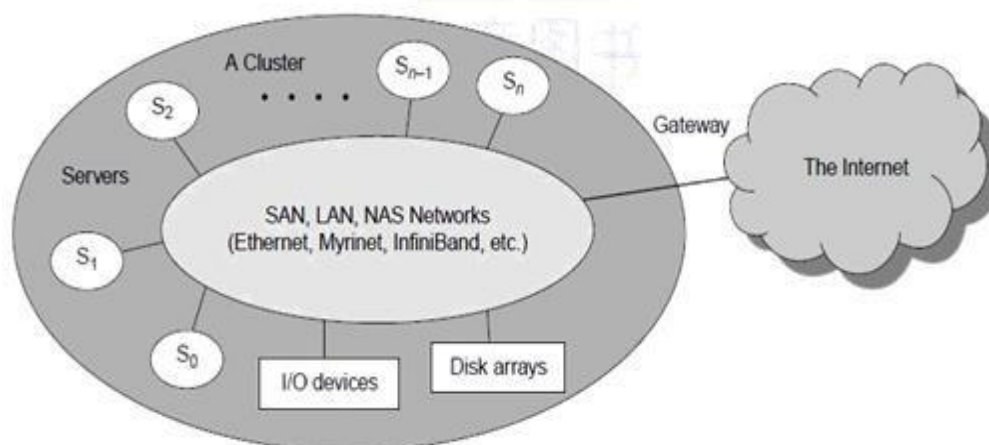 A Cluster
S2
. . . .
Sn–1
Sn
Gateway
The Internet
Servers
SAN, LAN, NAS Networks
(Ethernet, Myrinet, InfiniBand, etc.)
S1
S0
I/O devices
Disk arrays